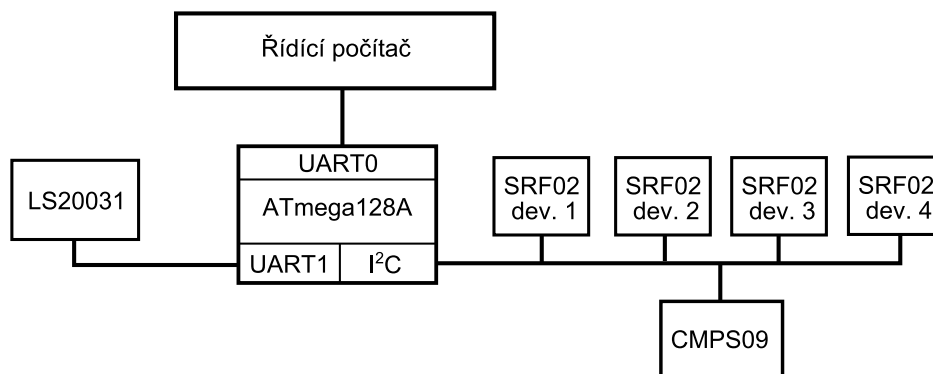 Řídící počítač
UART0
LS20031
ATmega128A
UART1
I²C
SRF02
dev. 1
SRF02
dev. 2
SRF02
dev. 3
SRF02
dev. 4
CMPS09